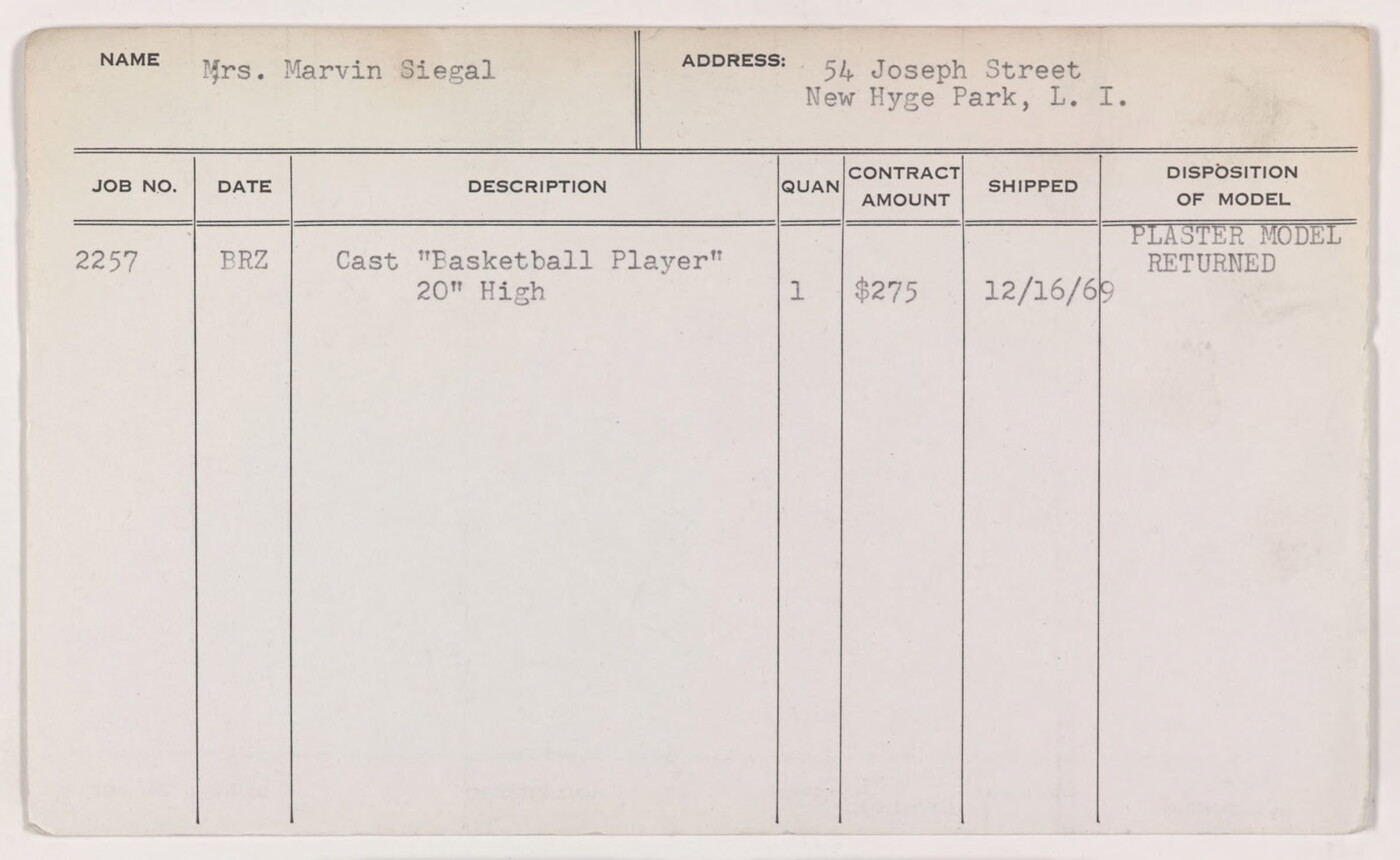 NAME Mrs. Marvin Siegal ADDRESS: 54 Joseph Street
New Hyge Park, L. I.
JOB NO. DATE DESCRIPTION QUAN CONTRACT AMOUNT SHIPPED DISPOSITION OF MODEL
PLASTER MODEL
2257 BRZ Cast "Basketball Player" RETURNED
20" High 1 $275 12/16/69